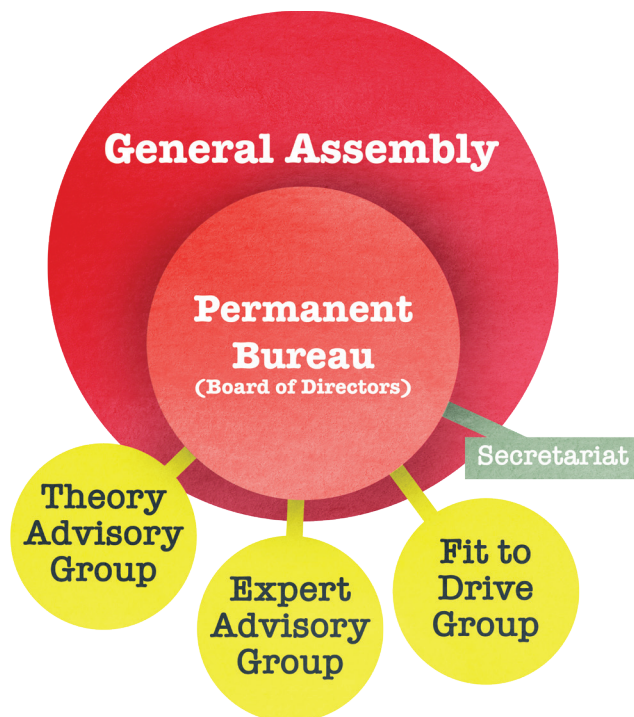 General Assembly
Permanent
Bureau
(Board of Directors)
Secretariat
Theory
Advisory
Group
Expert
Advisory
Group
Fit to
Drive
Group